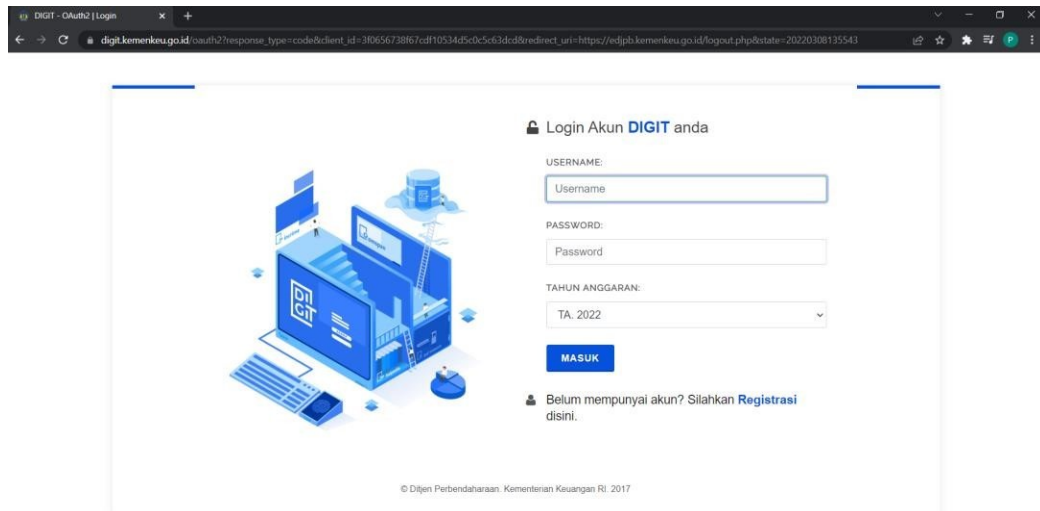 DIGIT - OAuth2 | Login
digit.kemenkeu.go.id/oauth2?response_type=code&client_id=3f0656738f67cdf10534d5c0c5c63dcd&redirect_uri=https://edjpb.kemenkeu.go.id/logout.php&state=20220308135543
P
Login Akun DIGIT anda
USERNAME:
Username
PASSWORD:
Password
TAHUN ANGGARAN:
TA. 2022
MASUK
Belum mempunyai akun? Silahkan Registrasi
disini.
DIGIT
© Ditjen Perbendaharaan. Kementerian Keuangan RI. 2017